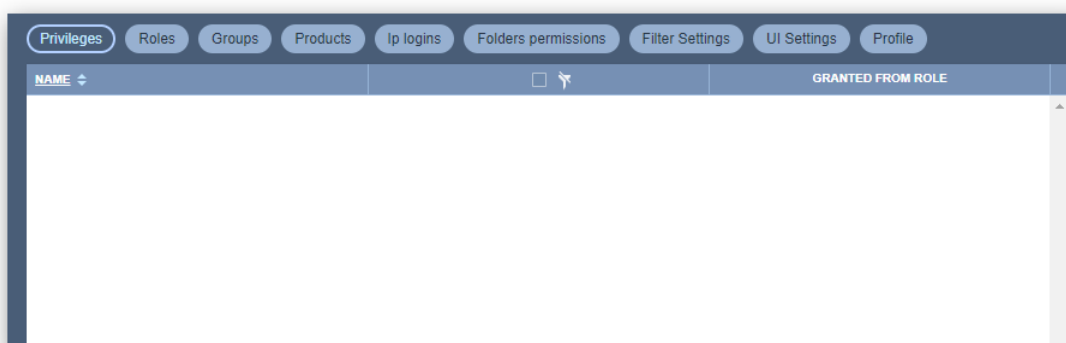 Privileges Roles Groups Products Ip logins Folders permissions Filter Settings UI Settings Profile
NAME GRANTED FROM ROLE